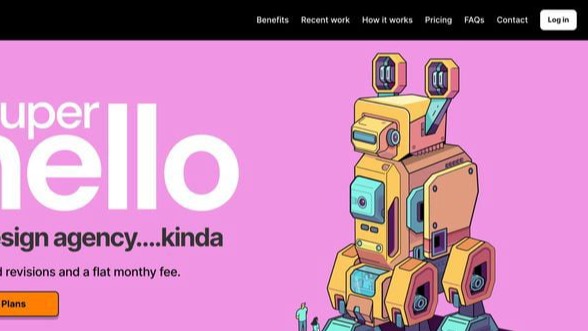 Benefits Recent work How it works Pricing FAQs Contact Log in
uper
hello
sign agency....kinda
d revisions and a flat monthy fee.
Plans